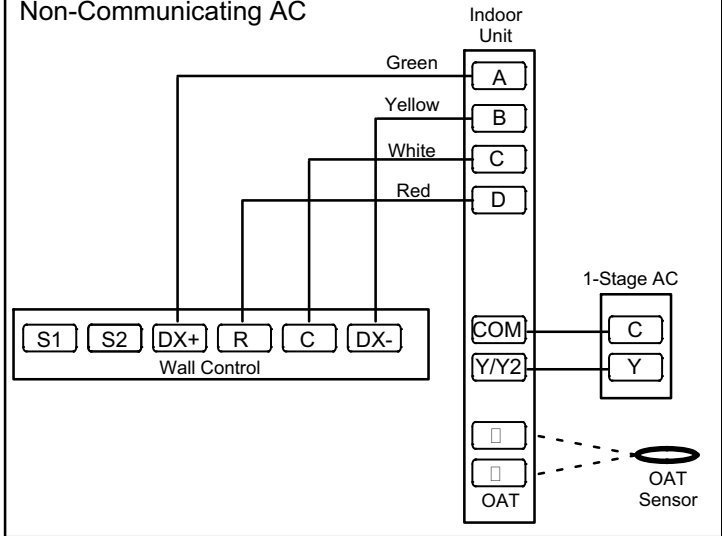 Non-Communicating AC
Indoor
Unit
Green
A
Yellow
B
White
C
Red
D
1-Stage AC
S1 S2 DX+ R C DX-
Wall Control
COM
C
Y/Y2
Y
OAT
OAT
Sensor